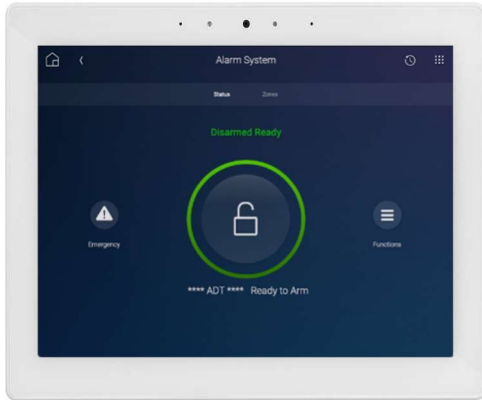 Alarm System
Status Zones
Disarmed Ready
Emergency
Functions
**** ADT **** Ready to Arm